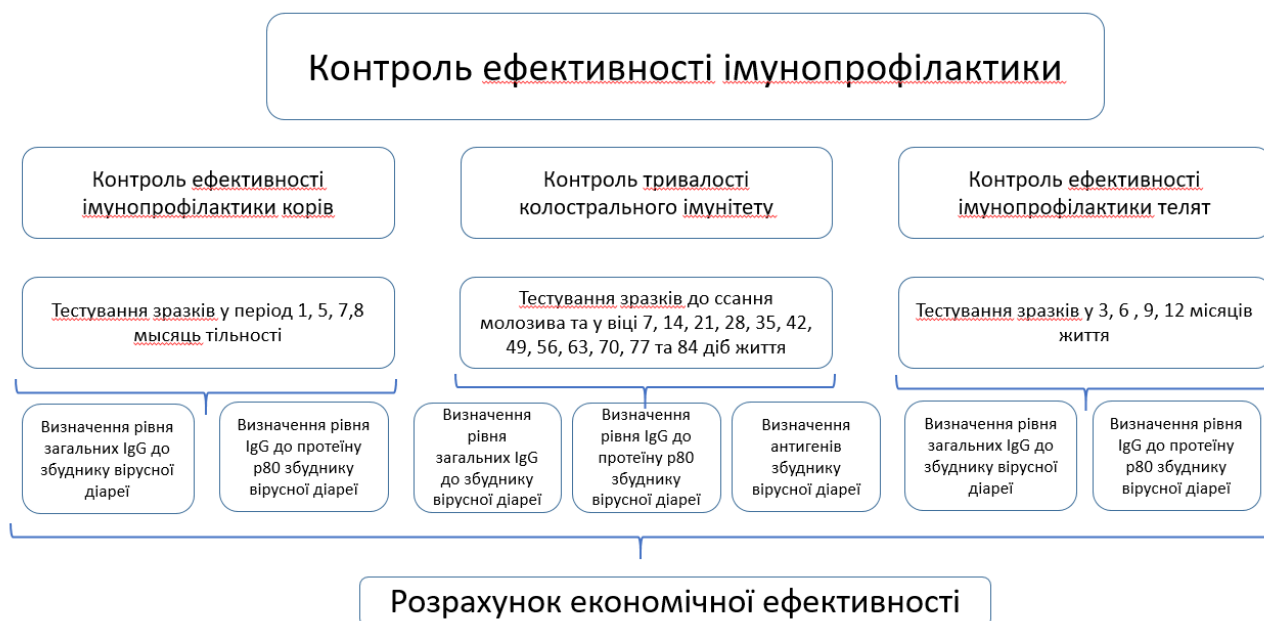 Контроль ефективності імунопрофілактики
Контроль ефективності
імунопрофілактики корів
Контроль тривалості
колострального імунітету
Контроль ефективності
імунопрофілактики телят
Тестування зразків у період 1, 5, 7,8
мысяць тільності
Тестування зразків до ссання
молозива та у віці 7, 14, 21, 28, 35, 42,
49, 56, 63, 70, 77 та 84 діб життя
Тестування зразків у 3, 6 , 9, 12 місяців
життя
Визначення рівня
загальних IgG до
збуднику вірусної
діареї
Визначення рівня
IgG до протеїну
p80 збуднику
вірусної діареї
Визначення
рівня
загальних IgG
до збуднику
вірусної діареї
Визначення
рівня IgG до
протеїну p80
збуднику
вірусної діареї
Визначення
антигенів
збуднику
вірусної діареї
Визначення рівня
загальних IgG до
збуднику вірусної
діареї
Визначення рівня
IgG до протеїну
p80 збуднику
вірусної діареї
Розрахунок економічної ефективності